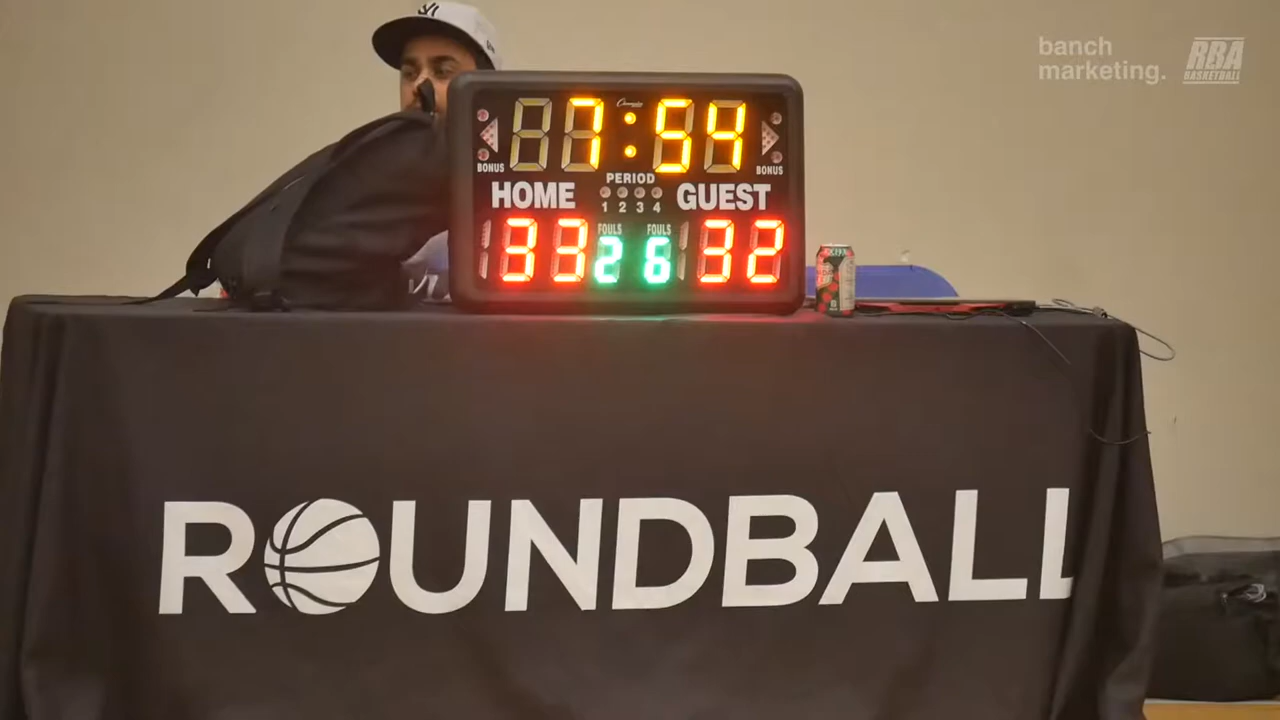 banch
marketing.
RBA
BASKETBALL
7:54
BONUS
BONUS
PERIOD
HOME
GUEST
1 2 3 4
FOULS
FOULS
33
2
6
32
ROUNDBALL